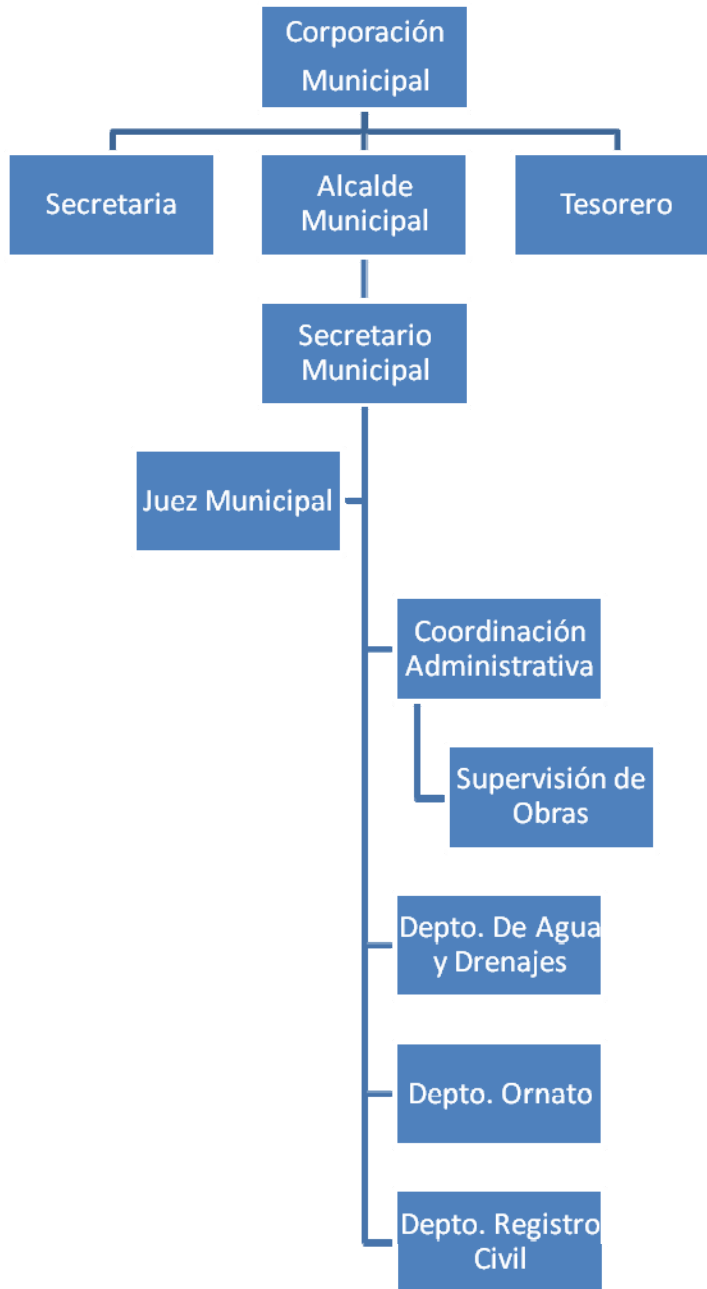 Corporación
Municipal
Secretaria
Alcalde
Municipal
Tesorero
Secretario
Municipal
Juez Municipal
Coordinación
Administrativa
Supervisión de
Obras
Depto. De Agua
y Drenajes
Depto. Ornato
Depto. Registro
Civil